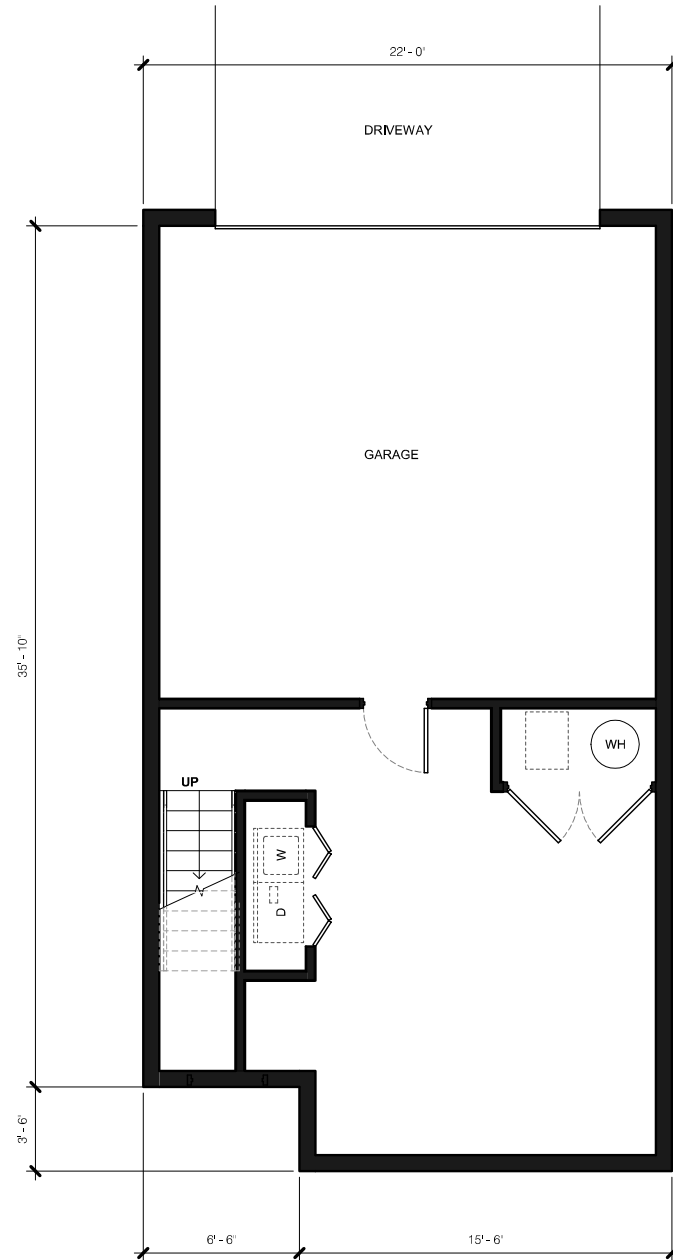 22' - 0"
DRIVEWAY
GARAGE
35' - 10"
WH
UP
W
D
3' - 6"
6' - 6"
15' - 6"